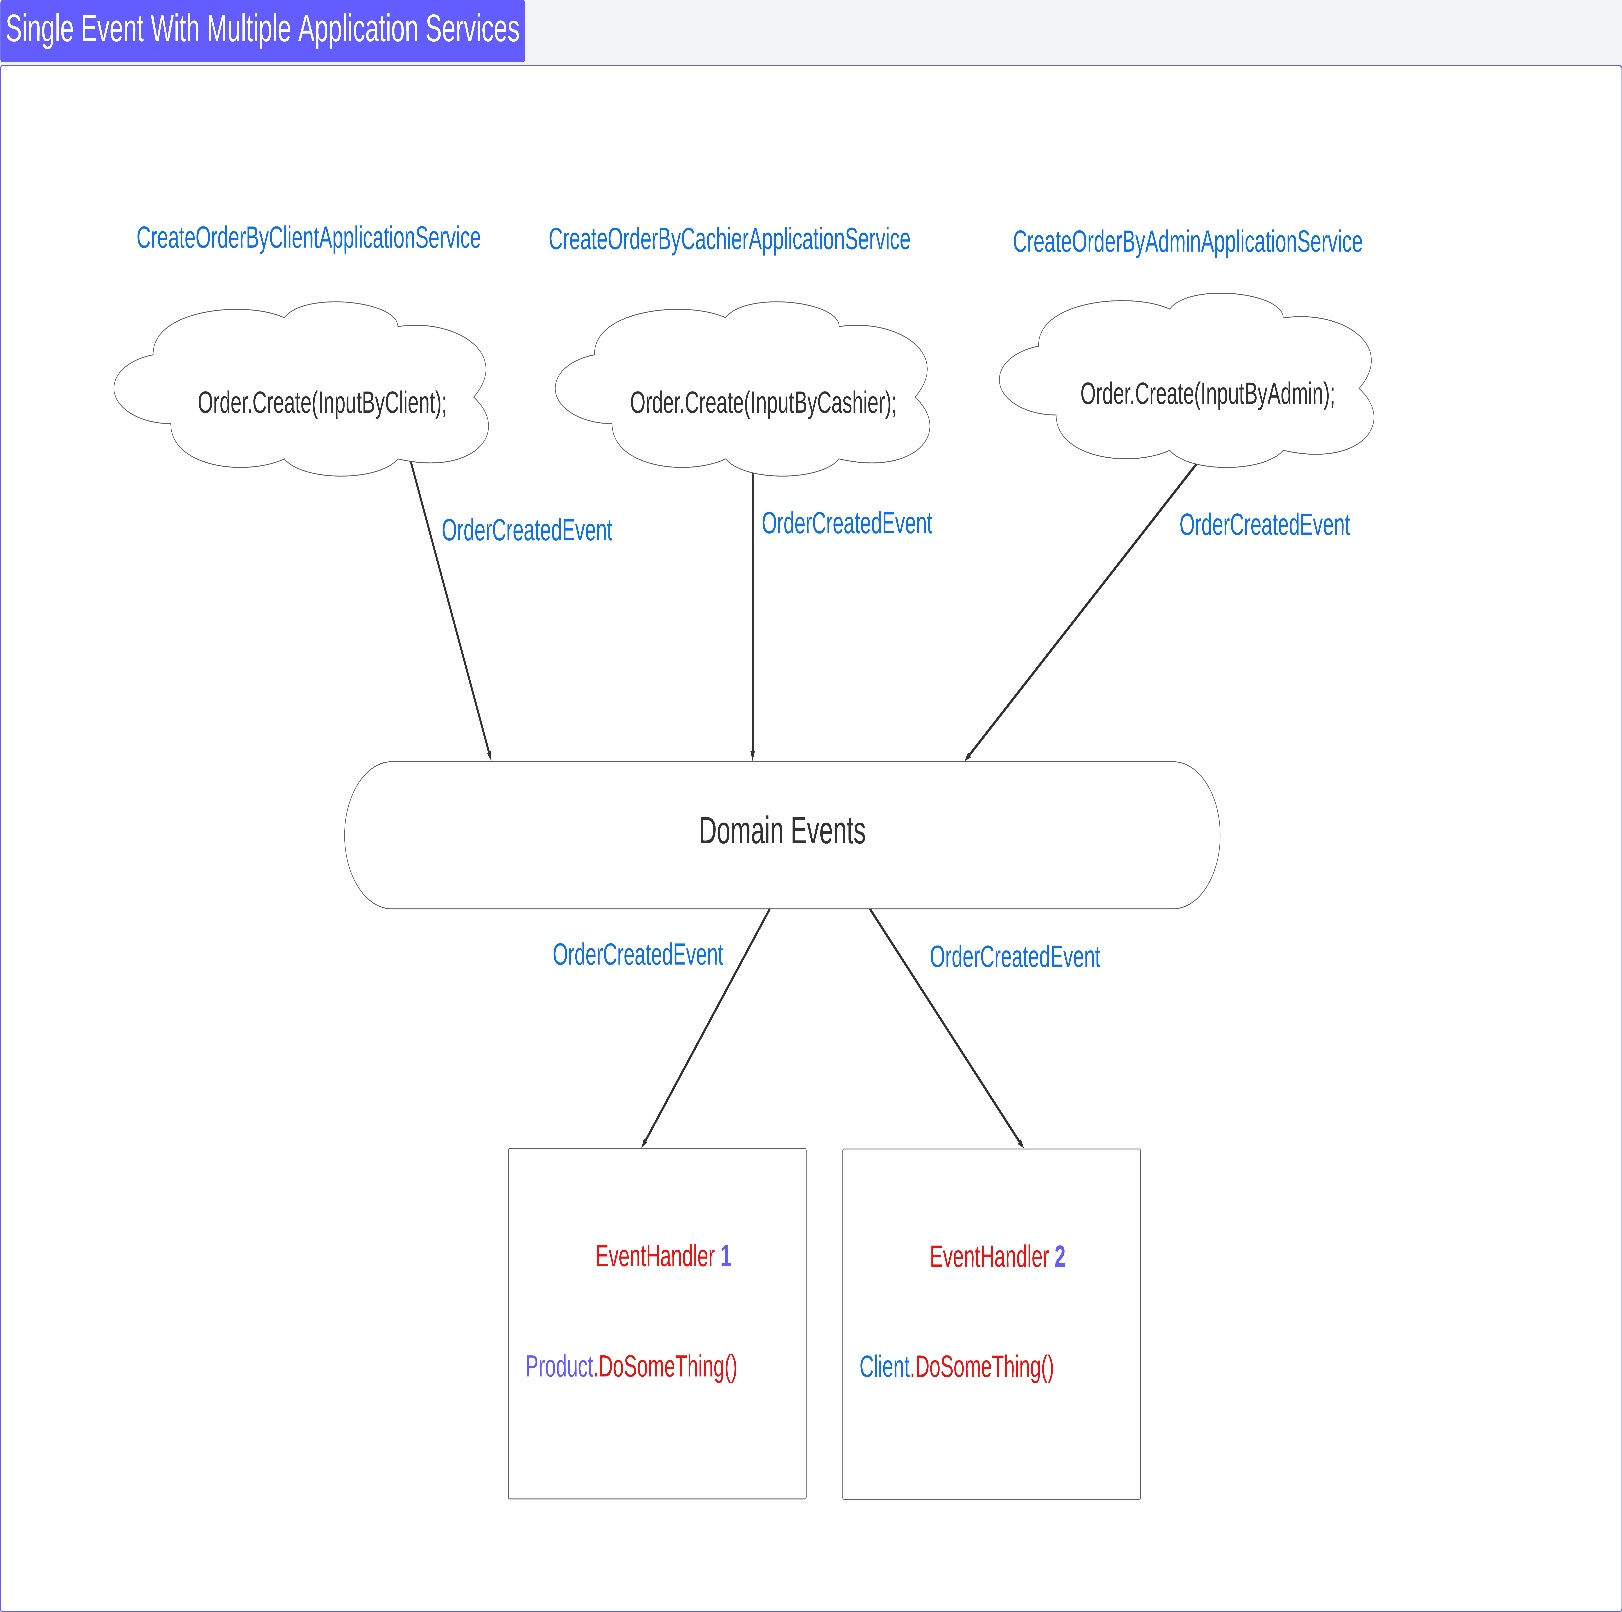 Single Event With Multiple Application Services
CreateOrderByClientApplicationService
CreateOrderByCachierApplicationService
CreateOrderByAdminApplicationService
Order.Create(InputByClient);
Order.Create(InputByCashier);
Order.Create(InputByAdmin);
OrderCreatedEvent
OrderCreatedEvent
OrderCreatedEvent
Domain Events
OrderCreatedEvent
OrderCreatedEvent
EventHandler 1
Product.DoSomeThing()
EventHandler 2
Client.DoSomeThing()